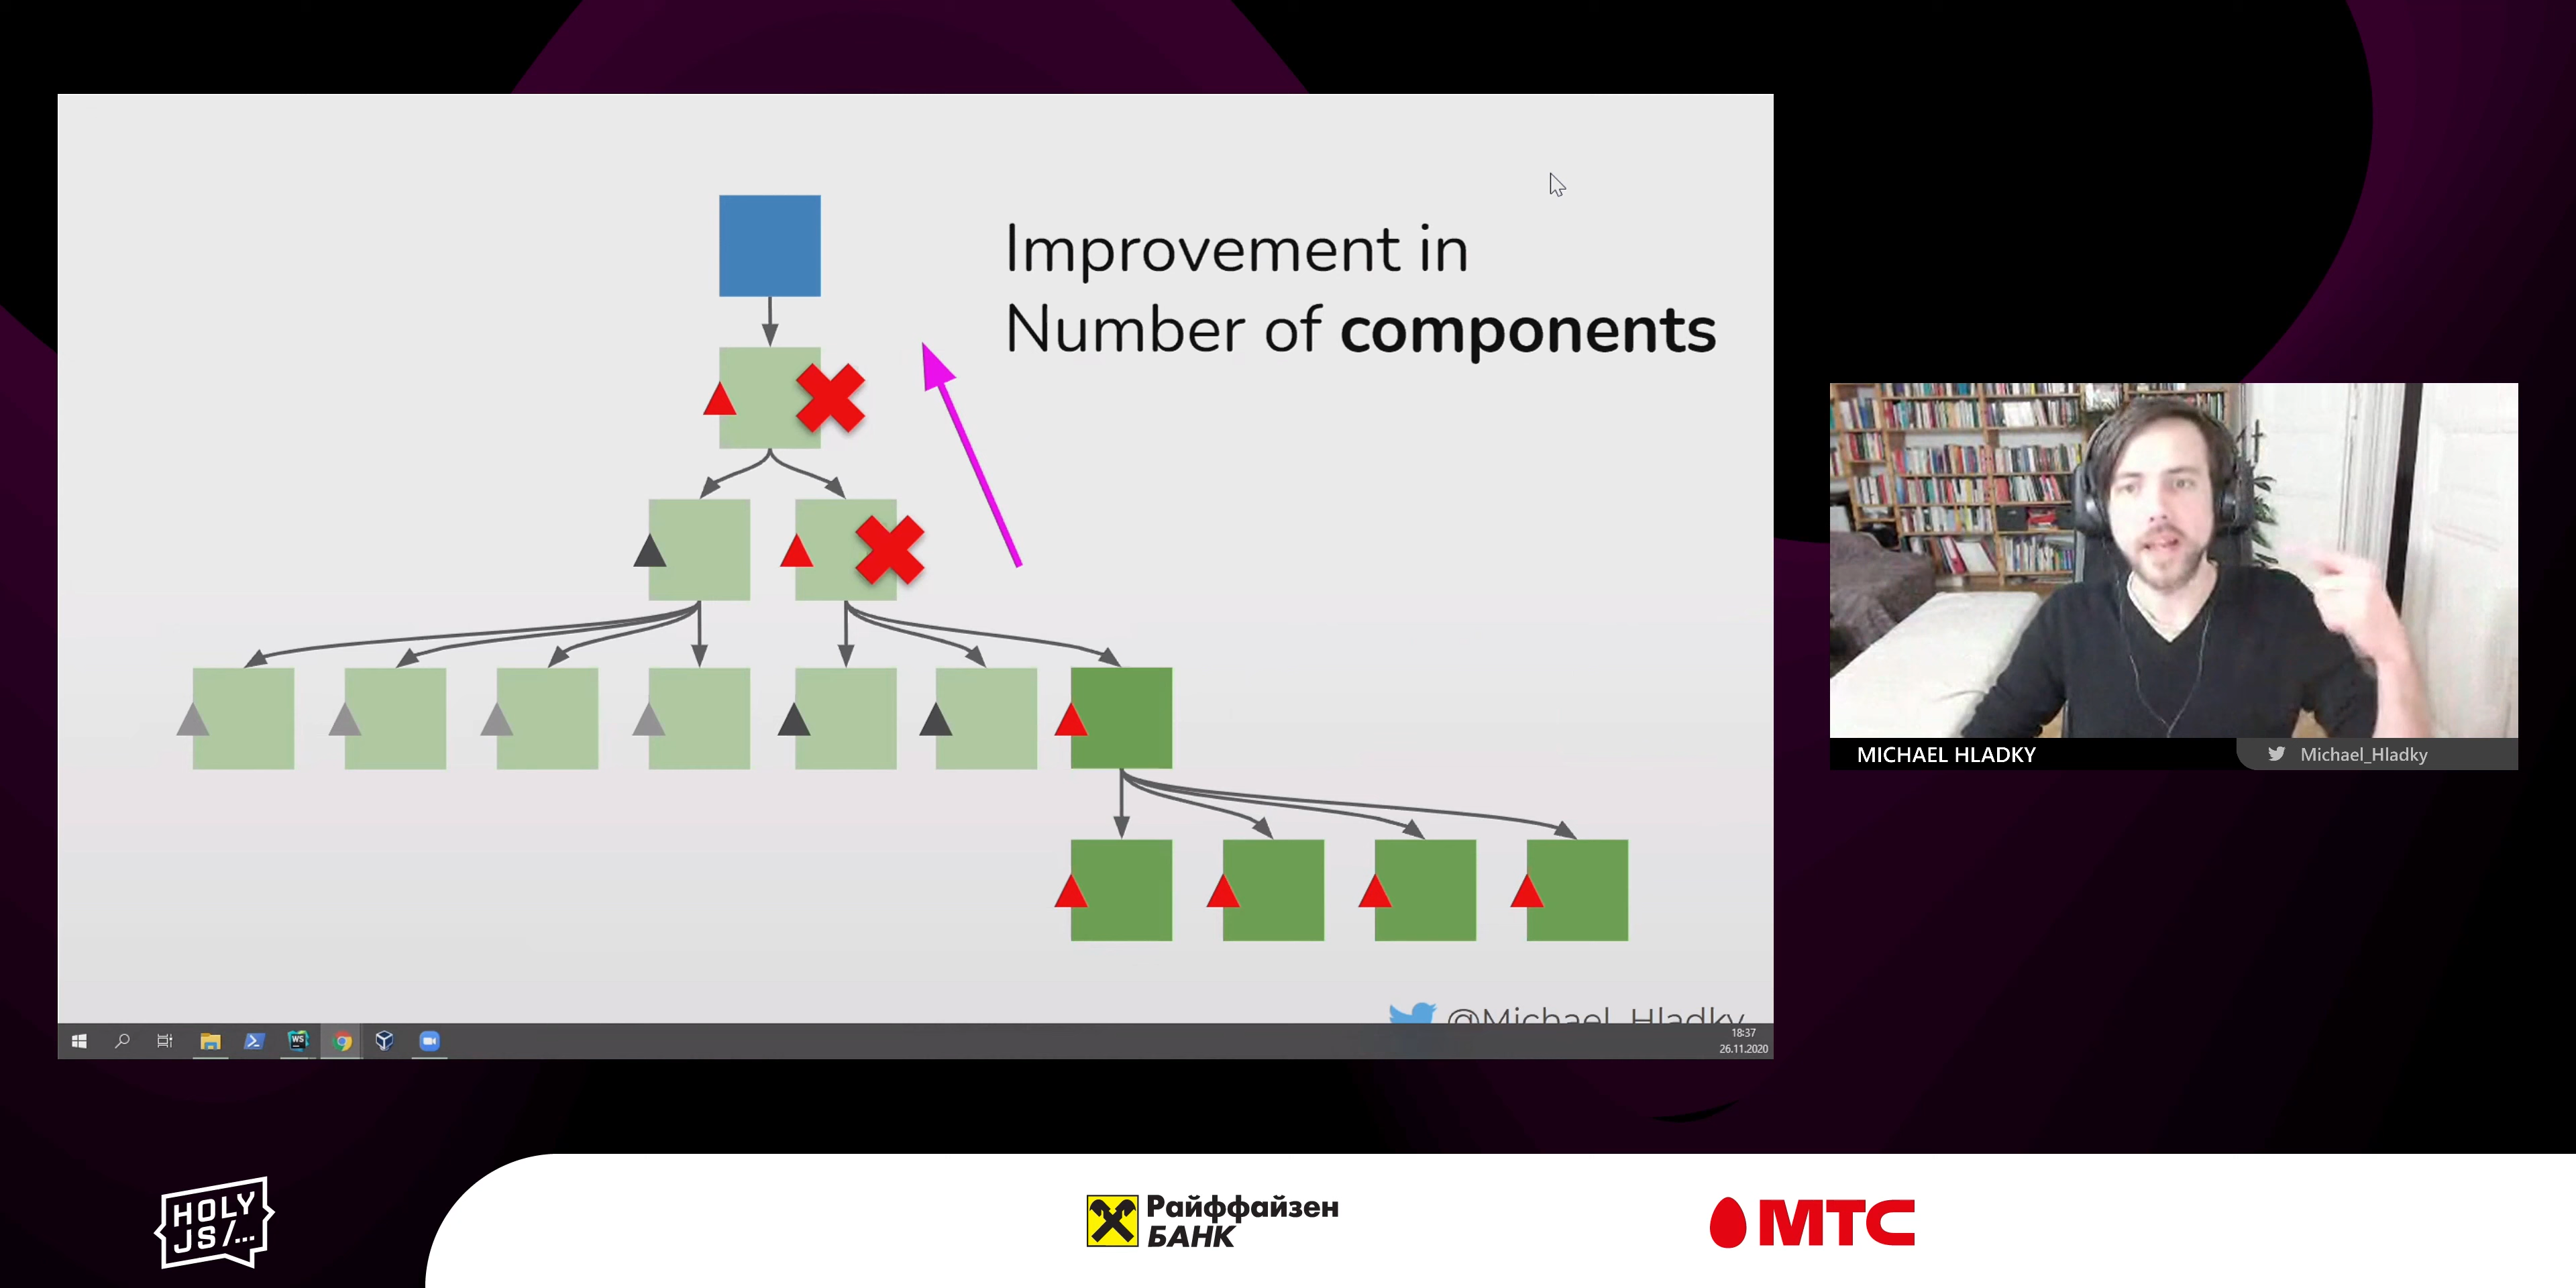 Improvement in
Number of components
@Michael_Hladky
WS
18:37
26.11.2020
MICHAEL HLADKY
Michael_Hladky
HOLY
JS/...
Райффайзен
БАНК
МТС